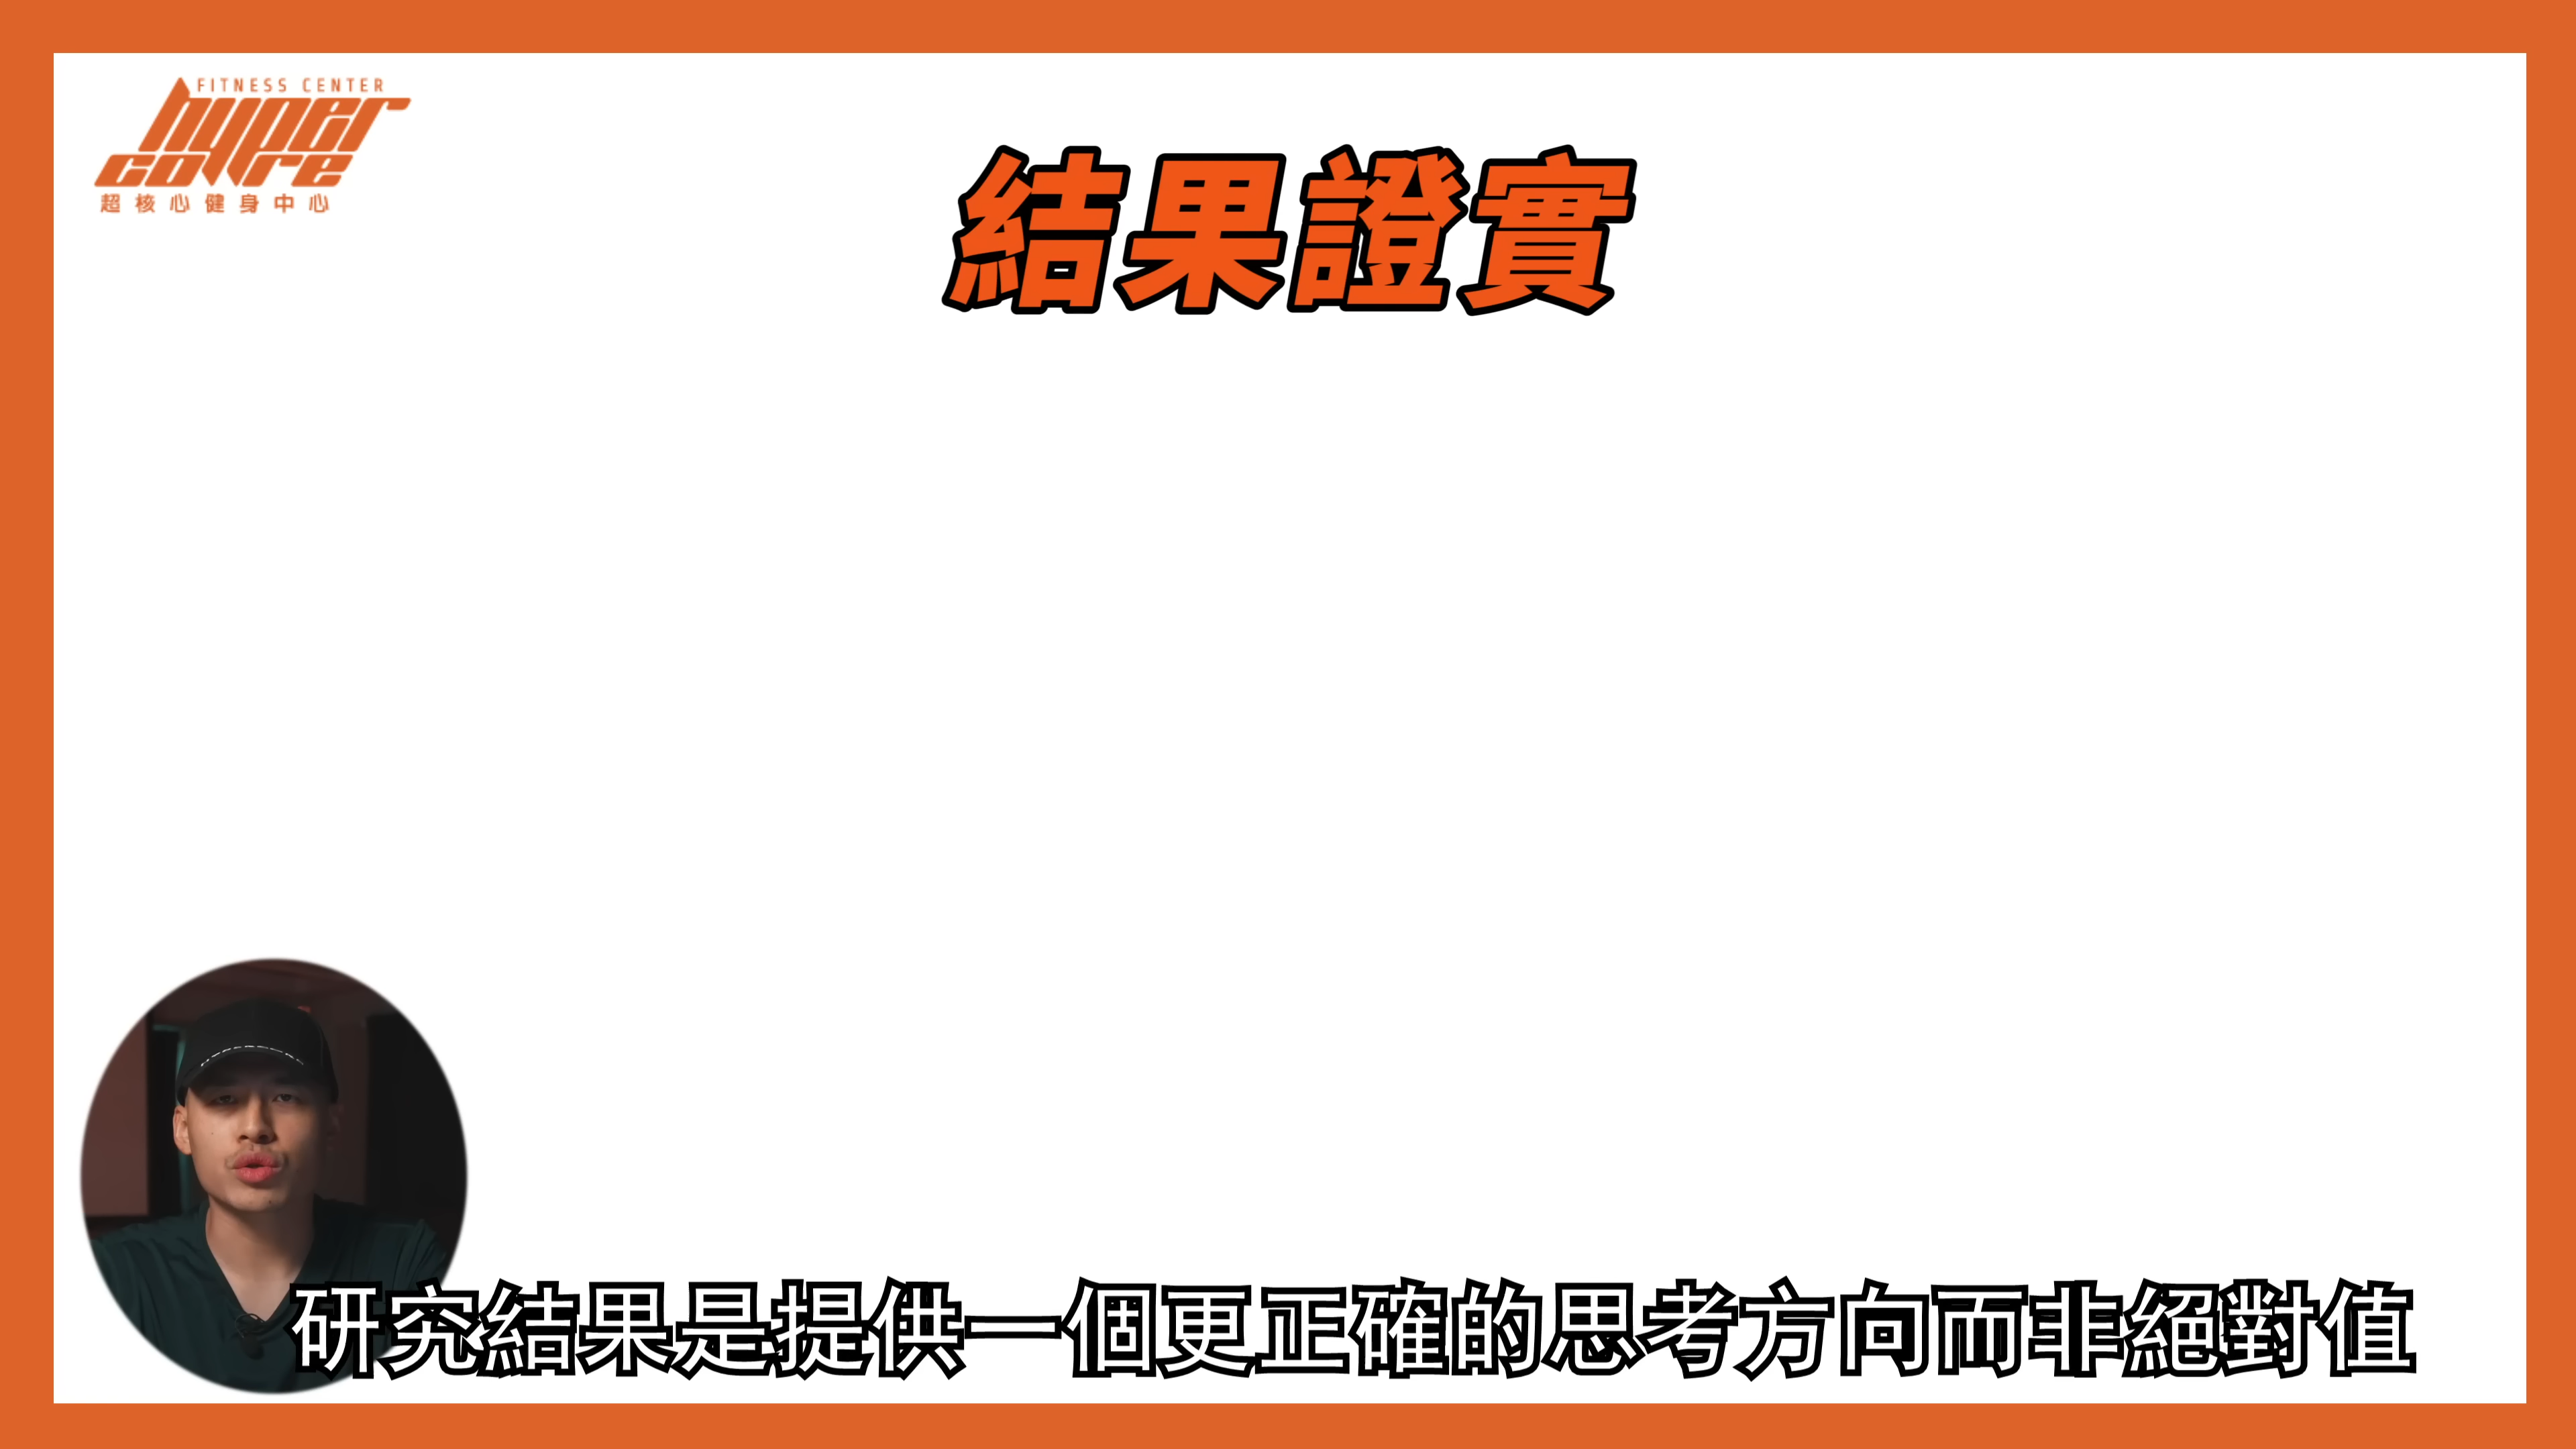 FITNESS CENTER
hyper
core
超核心健身中心
結果證實
研究結果是提供一個更正確的思考方向而非絕對值